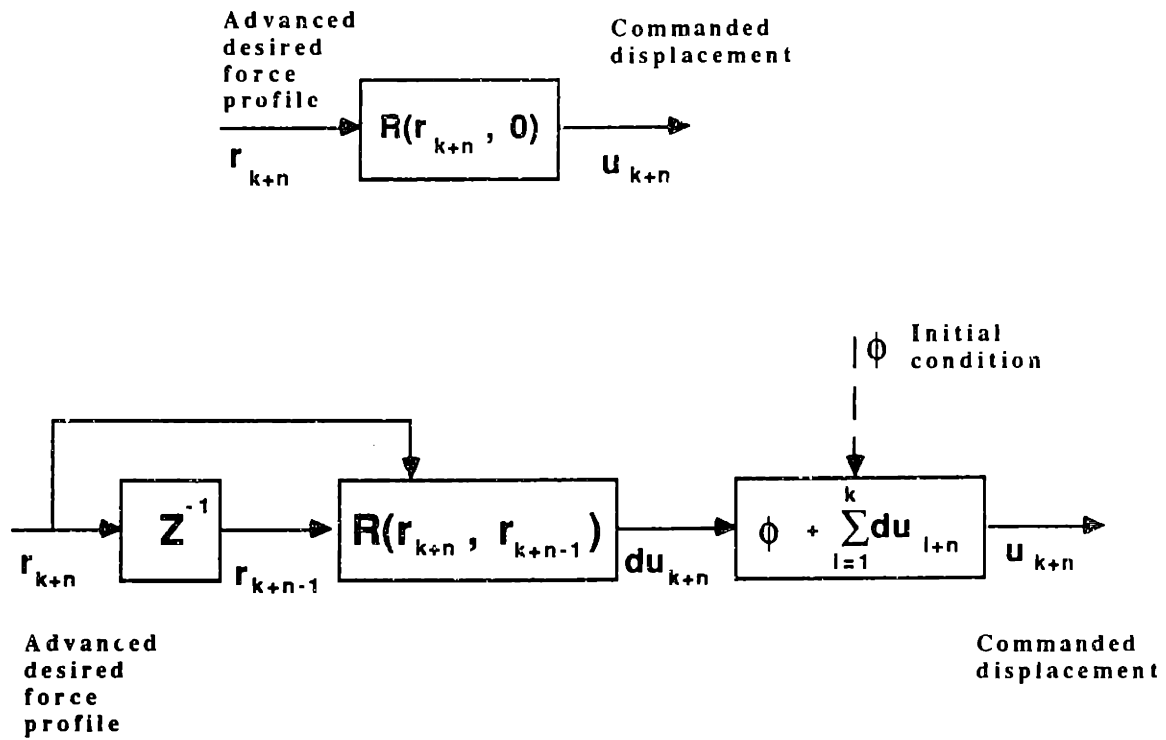 Advanced
desired
force
profile
Commanded
displacement
R(r k+n , 0)
r k+n
u k+n
ϕ Initial
condition
Z -1
R(r k+n , r k+n-1 )
k
ϕ + ∑ du i+n
i=1
r k+n
r k+n-1
du k+n
u k+n
Advanced
desired
force
profile
Commanded
displacement